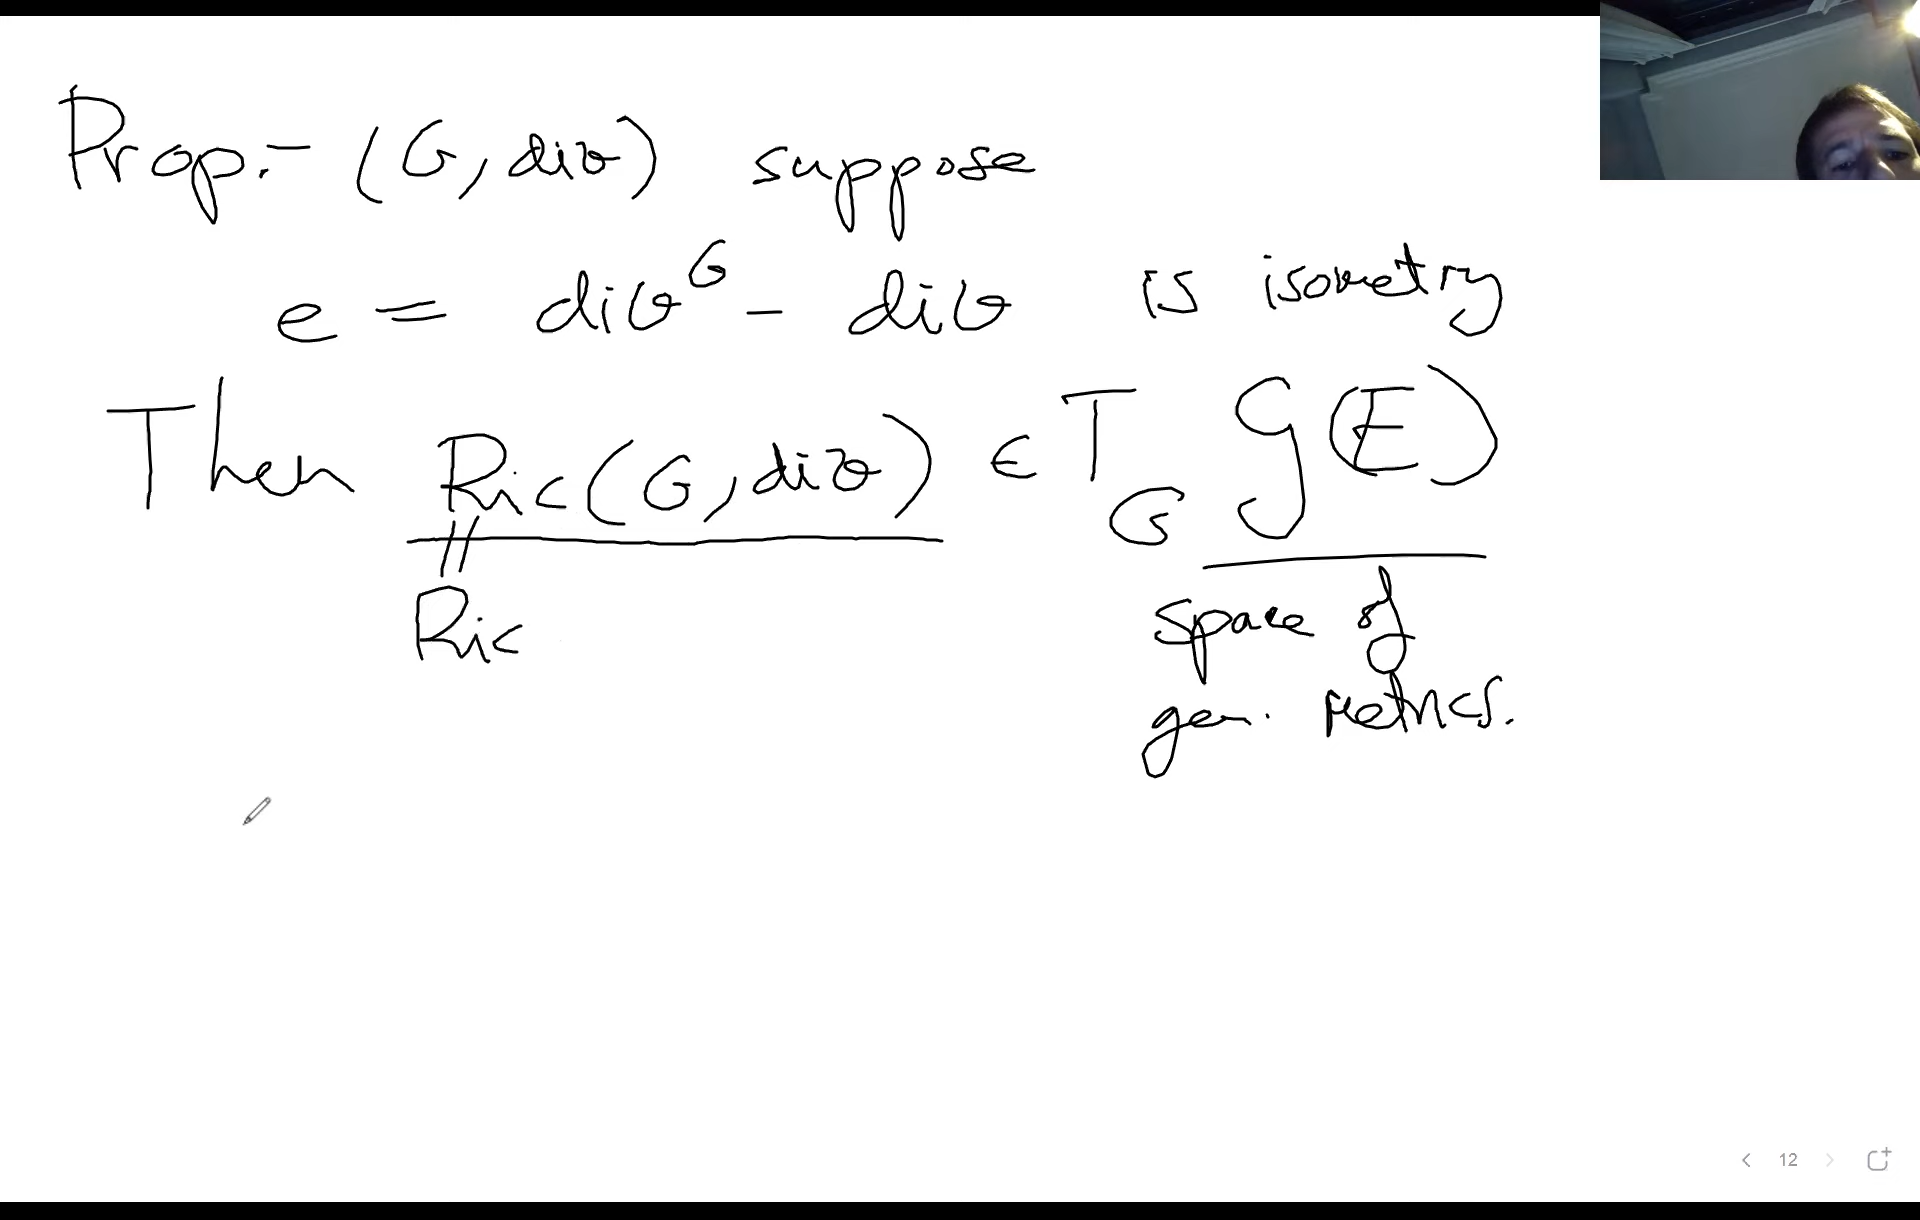 Prop:- (G, div) suppose
e = div^G - div is isometry
Then Ric(G, div) ∈ T_G G(E)
||
Ric
space of
gen. metrics.
12